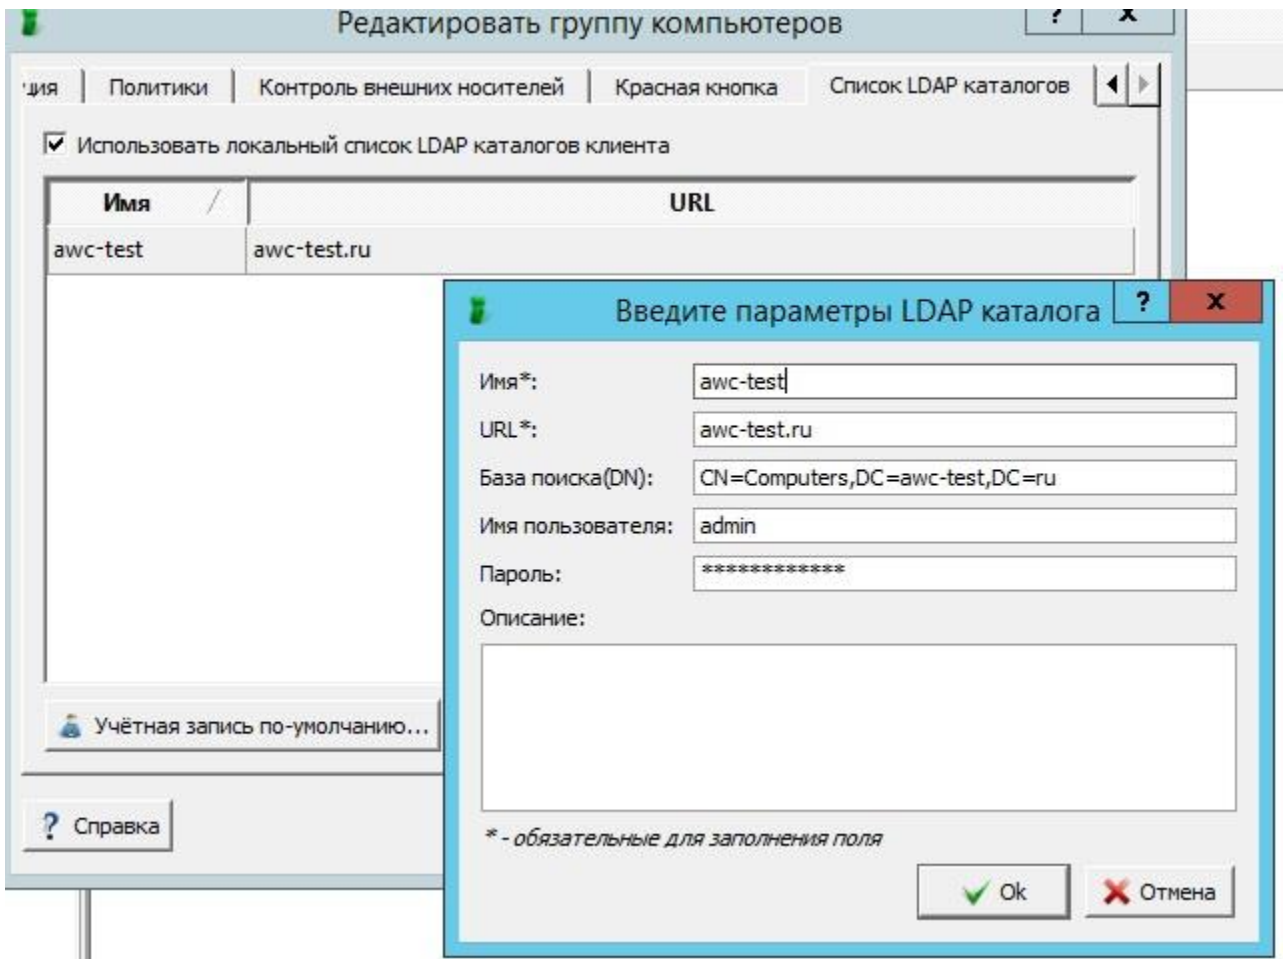 Редактировать группу компьютеров ? x
ция Политики Контроль внешних носителей Красная кнопка Список LDAP каталогов
Использовать локальный список LDAP каталогов клиента
Имя URL
awc-test awc-test.ru
Введите параметры LDAP каталога ? x
Имя*: awc-test
URL*: awc-test.ru
База поиска(DN): CN=Computers,DC=awc-test,DC=ru
Имя пользователя: admin
Пароль: *************
Описание:
Учётная запись по-умолчанию...
? Справка
* - обязательные для заполнения поля
Ok Отмена